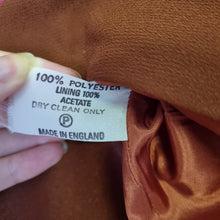 100% POLYESTER
LINING 100%
ACETATE
DRY CLEAN ONLY
P
MADE IN ENGLAND